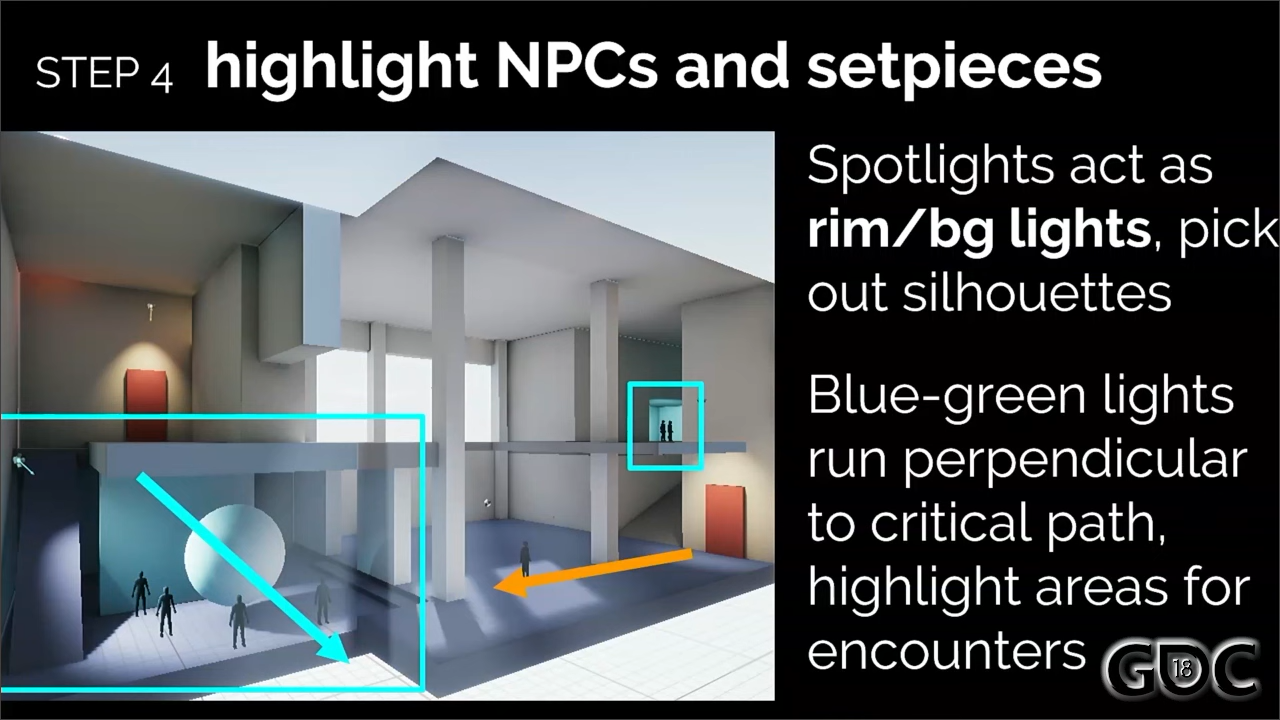 STEP 4 highlight NPCs and setpieces
Spotlights act as
rim/bg lights, pick
out silhouettes
Blue-green lights
run perpendicular
to critical path,
highlight areas for
encounters
GDC
18